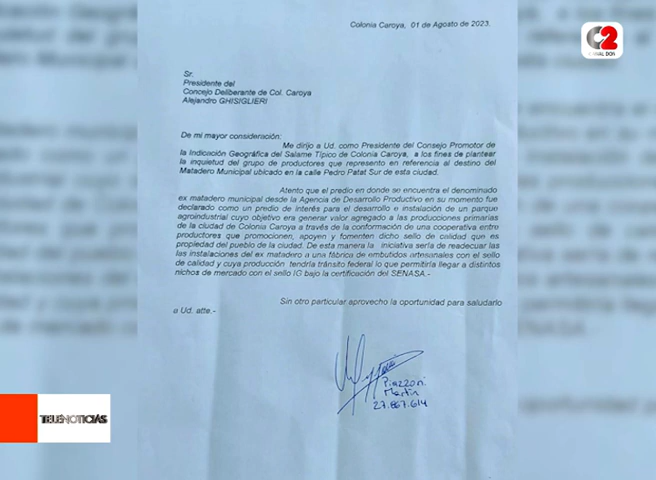 Colonia Caroya, 01 de Agosto de 2023.
C2
CANAL DOS
Sr.
Presidente del
Concejo Deliberante de Col. Caroya
Alejandro GHISIGLIERI
De mi mayor consideración:
Me dirijo a Ud. como Presidente del Consejo Promotor de
la Indicación Geográfica del Salame Típico de Colonia Caroya, a los fines de plantear
la inquietud del grupo de productores que represento en referencia al destino del
Matadero Municipal ubicado en la calle Pedro Patat Sur de esta ciudad.
Atento que el predio en donde se encuentra el denominado
ex matadero municipal desde la Agencia de Desarrollo Productivo en su momento fue
declarado como un predio de interés para el desarrollo e instalación de un parque
agroindustrial cuyo objetivo era generar valor agregado a las producciones primarias
de la ciudad de Colonia Caroya a través de la conformación de una cooperativa entre
productores que promocionen, apoyen y fomenten dicho sello de calidad que es
propiedad del pueblo de la ciudad. De esta manera la iniciativa sería de readecuar las
las instalaciones del ex matadero a una fábrica de embutidos artesanales con el sello
de calidad y cuya producción tendría tránsito federal lo que permitiría llegar a distintos
nichos de mercado con el sello IG bajo la certificación del SENASA.-
Sin otro particular aprovecho la oportunidad para saludarlo
a Ud. atte.-
Piazzoni
Martin
27.867.614
TELENOTICIAS